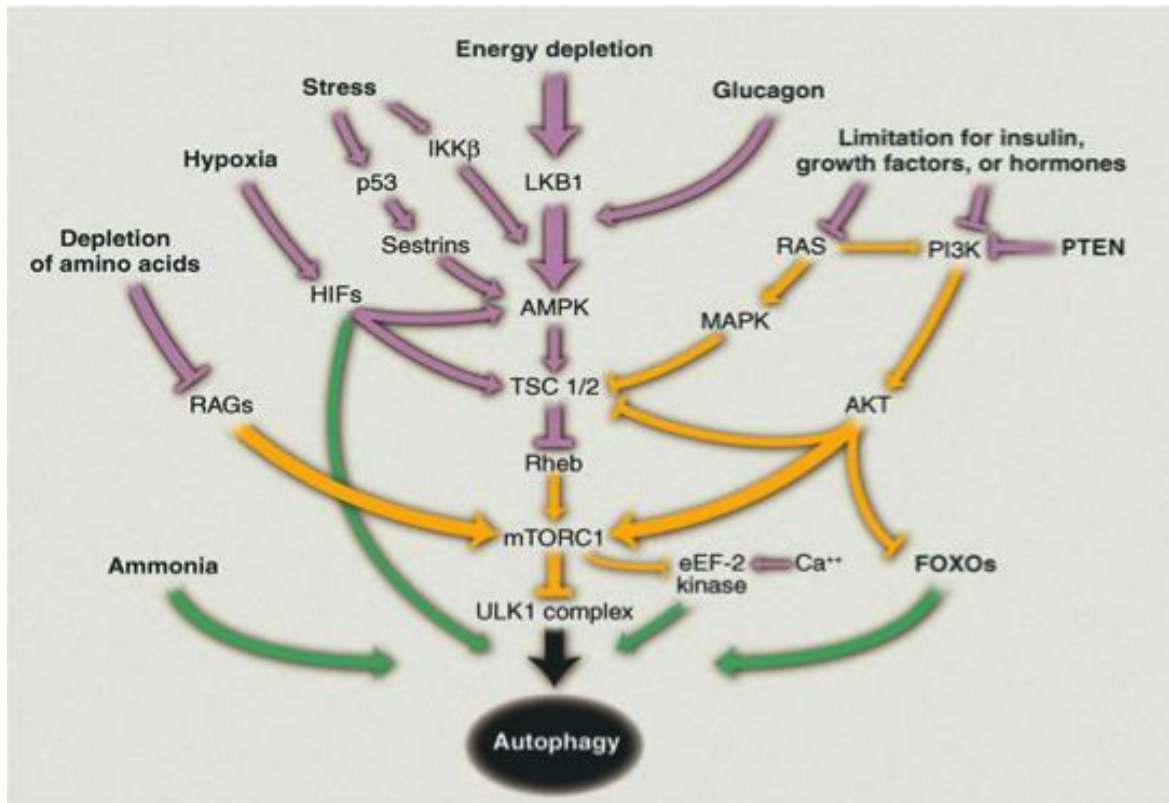 Energy depletion
Stress
Glucagon
IKKβ
Limitation for insulin,
growth factors, or hormones
Hypoxia
p53
LKB1
Depletion
of amino acids
Sestrins
RAS
PI3K
PTEN
HIFs
AMPK
MAPK
TSC 1/2
RAGs
AKT
Rheb
mTORC1
Ammonia
eEF-2
kinase
Ca⁺⁺
FOXOs
ULK1 complex
Autophagy